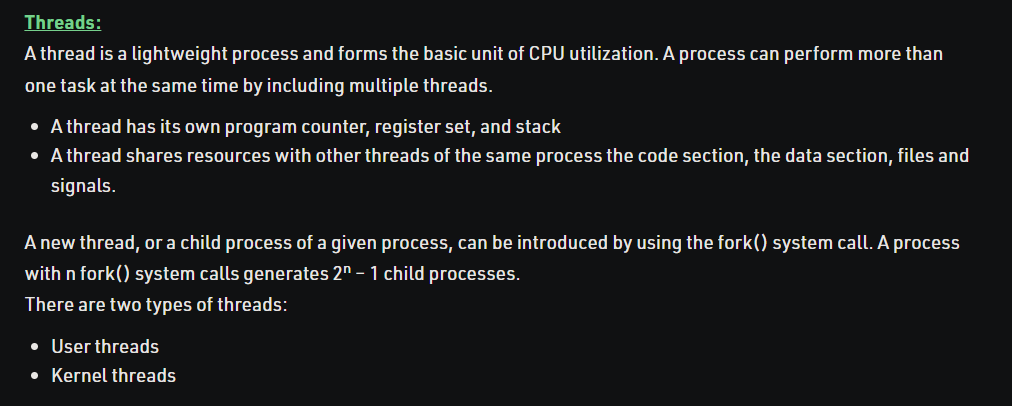 Threads:
A thread is a lightweight process and forms the basic unit of CPU utilization. A process can perform more than
one task at the same time by including multiple threads.
• A thread has its own program counter, register set, and stack
• A thread shares resources with other threads of the same process the code section, the data section, files and
signals.
A new thread, or a child process of a given process, can be introduced by using the fork() system call. A process
with n fork() system calls generates 2ⁿ – 1 child processes.
There are two types of threads:
• User threads
• Kernel threads